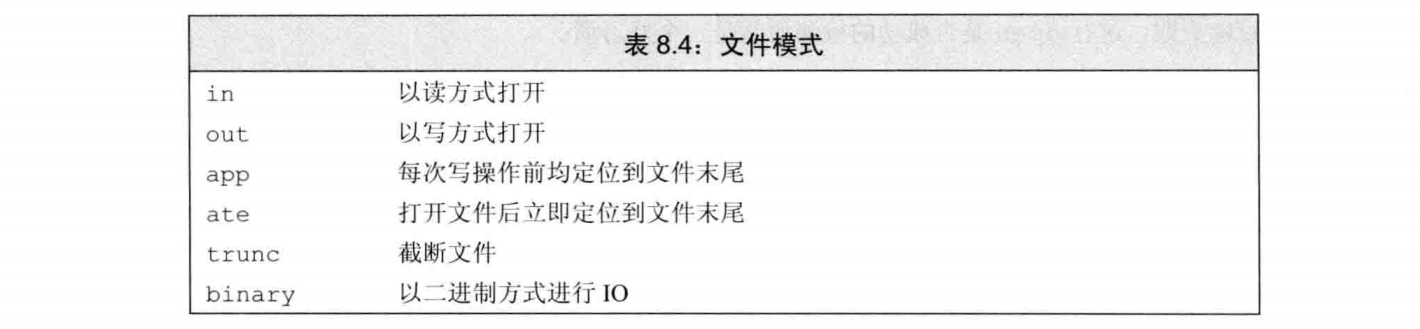 表 8.4：文件模式
in 以读方式打开
out 以写方式打开
app 每次写操作前均定位到文件末尾
ate 打开文件后立即定位到文件末尾
trunc 截断文件
binary 以二进制方式进行 IO